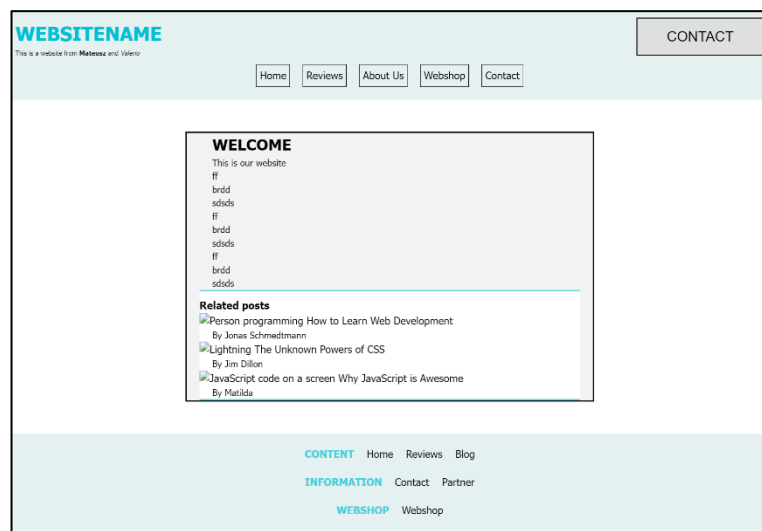 WEBSITENAME
This is a website from Mateusz and Valerio
CONTACT
Home Reviews About Us Webshop Contact
WELCOME
This is our website
ff
brdd
sdsds
ff
brdd
sdsds
ff
brdd
sdsds
Related posts
Person programming How to Learn Web Development
By Jonas Schmedtmann
Lightning The Unknown Powers of CSS
By Jim Dillon
JavaScript code on a screen Why JavaScript is Awesome
By Matilda
CONTENT Home Reviews Blog
INFORMATION Contact Partner
WEBSHOP Webshop